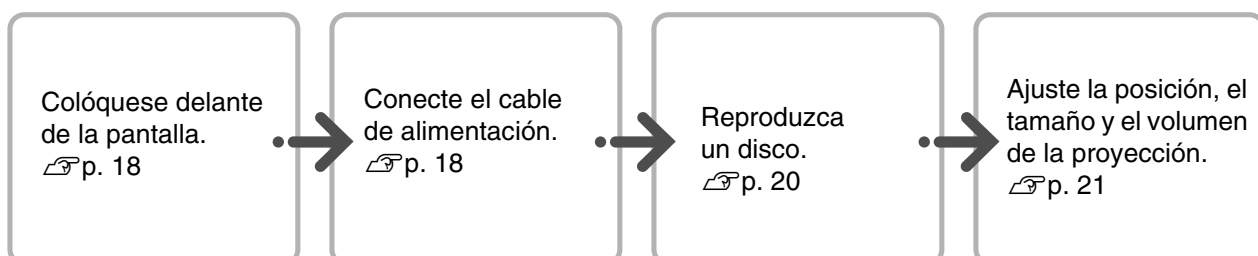 Colóquese delante
de la pantalla.
☞p. 18
Conecte el cable
de alimentación.
☞p. 18
Reproduzca
un disco.
☞p. 20
Ajuste la posición, el
tamaño y el volumen
de la proyección.
☞p. 21